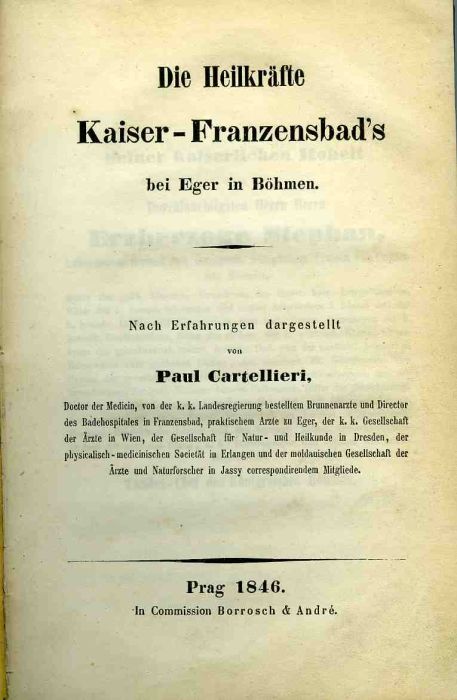 Die Heilkräfte
Kaiser-Franzensbad's
bei Eger in Böhmen.
Nach Erfahrungen dargestellt
von
Paul Cartellieri,
Doctor der Medicin, von der k. k. Landesregierung bestelltem Brunnenarzte und Director
des Badehospitales in Franzensbad, praktischem Arzte zu Eger, der k. k. Gesellschaft
der Ärzte in Wien, der Gesellschaft für Natur- und Heilkunde in Dresden, der
physicalisch-medicinischen Societät in Erlangen und der moldauischen Gesellschaft der
Ärzte und Naturforscher in Jassy correspondirendem Mitgliede.
Prag 1846.
In Commission Borrosch & André.